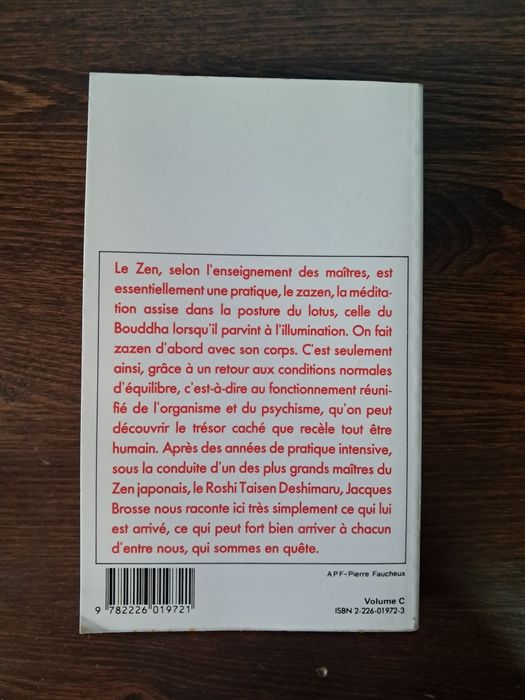 Le Zen, selon l'enseignement des maîtres, est
essentiellement une pratique, le zazen, la médita-
tion assise dans la posture du lotus, celle du
Bouddha lorsqu'il parvint à l'illumination. On fait
zazen d'abord avec son corps. C'est seulement
ainsi, grâce à un retour aux conditions normales
d'équilibre, c'est-à-dire au fonctionnement réuni-
fié de l'organisme et du psychisme, qu'on peut
découvrir le trésor caché que recèle tout être
humain. Après des années de pratique intensive,
sous la conduite d'un des plus grands maîtres du
Zen japonais, le Roshi Taisen Deshimaru, Jacques
Brosse nous raconte ici très simplement ce qui lui
est arrivé, ce qui peut fort bien arriver à chacun
d'entre nous, qui sommes en quête.
APF-Pierre Faucheux
9 782226 019721
Volume C
ISBN 2-226-01972-3